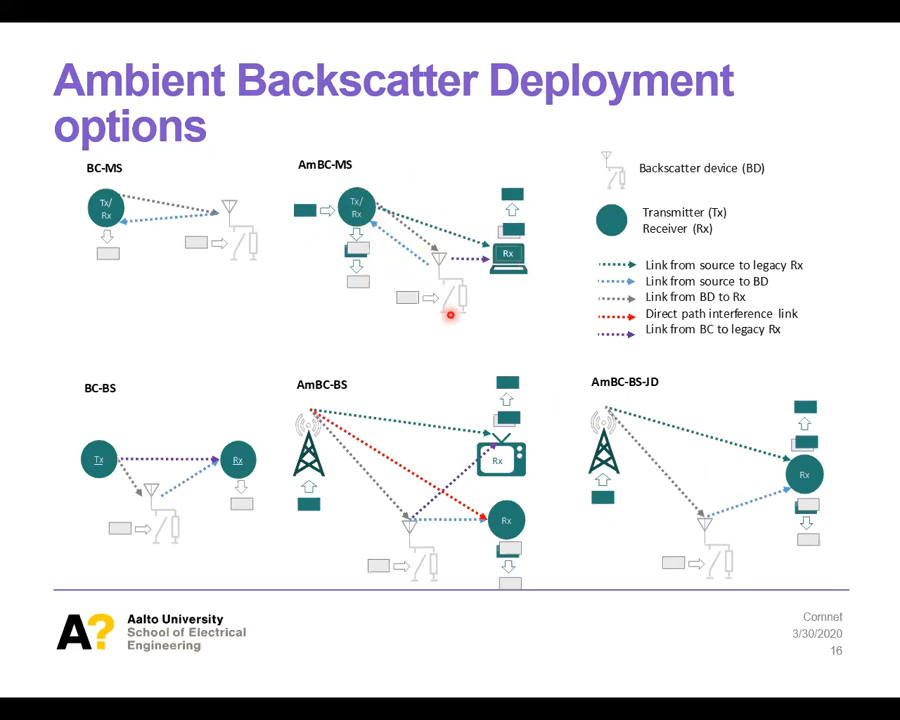 Ambient Backscatter Deployment
options
BC-MS
Tx/
Rx
AmBC-MS
Tx/
Rx
Rx
Backscatter device (BD)
Transmitter (Tx)
Receiver (Rx)
Link from source to legacy Rx
Link from source to BD
Link from BD to Rx
Direct path interference link
Link from BC to legacy Rx
BC-BS
Tx
Rx
AmBC-BS
Rx
Rx
AmBC-BS-JD
Rx
A?
Aalto University
School of Electrical
Engineering
Comnet
3/30/2020
16